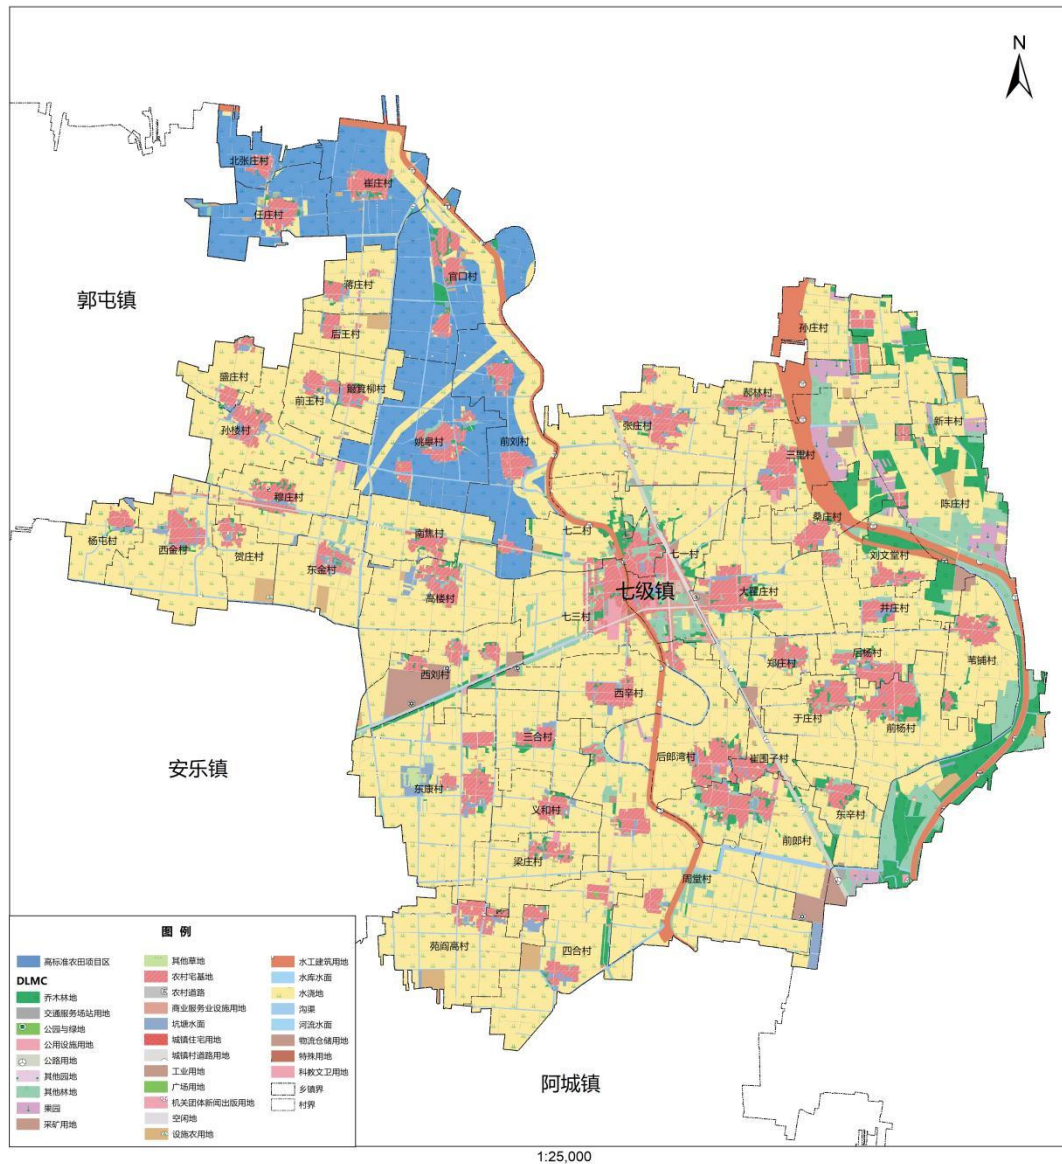 N
北张庄村
崔庄村
任庄村
官口村
蒋庄村
郭屯镇
后王村
孙庄村
盛庄村
前王村
郝林村
新丰村
孙楼村
张庄村
姚皋村
前刘村
三里村
穆庄村
陈庄村
桑庄村
杨屯村
西金村
贺庄村
南焦村
七二村
七一村
刘文堂村
东金村
高楼村
七级镇
大翟庄村
七三村
井庄村
苇铺村
西刘村
郑庄村
后杨村
西辛村
于庄村
前杨村
三合村
后郎湾村
崔围子村
安乐镇
东康村
义和村
东辛村
梁庄村
前郎村
周堂村
苑阎高村
四合村
阿城镇
图 例
高标准农田项目区
DLMC
乔木林地
交通服务场站用地
公园与绿地
公用设施用地
公路用地
其他园地
其他林地
果园
采矿用地
其他草地
农村宅基地
农村道路
商业服务业设施用地
坑塘水面
城镇住宅用地
城镇村道路用地
工业用地
广场用地
机关团体新闻出版用地
空闲地
设施农用地
水工建筑用地
水库水面
水浇地
沟渠
河流水面
物流仓储用地
特殊用地
科教文卫用地
乡镇界
村界
1:25,000